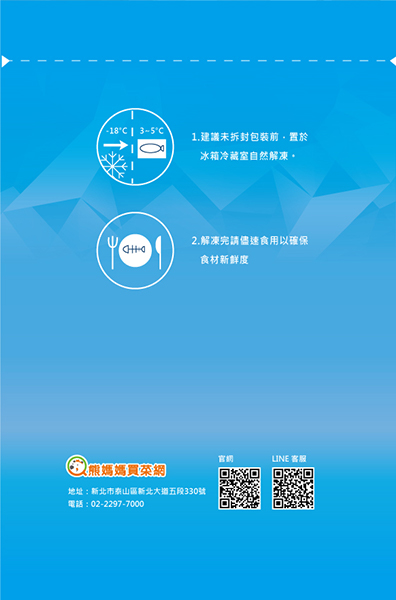 -18°C 3~5°C
1.建議未拆封包裝前，置於
冰箱冷藏室自然解凍。
2.解凍完請儘速食用以確保
食材新鮮度
熊媽媽買菜網
官網 LINE 客服
地址：新北市泰山區新北大道五段330號
電話：02-2297-7000